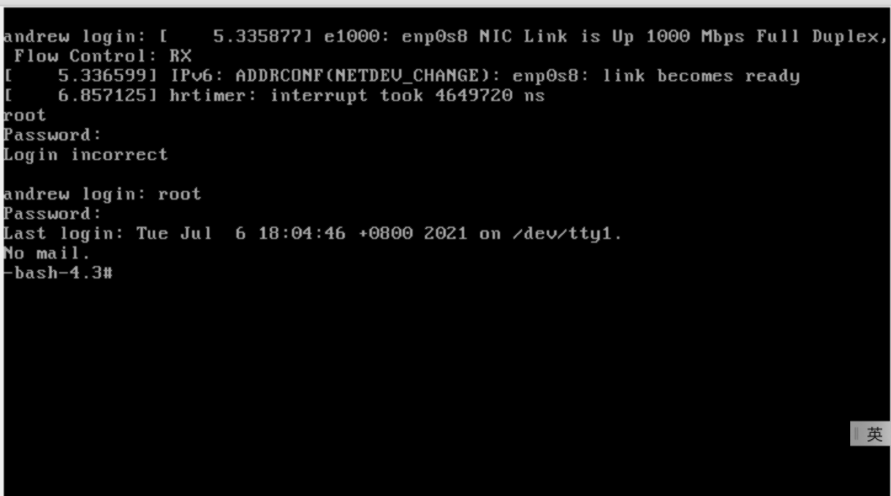 andrew login: [    5.335877] e1000: enp0s8 NIC Link is Up 1000 Mbps Full Duplex,
 Flow Control: RX
[    5.336599] IPv6: ADDRCONF(NETDEV_CHANGE): enp0s8: link becomes ready
[    6.857125] hrtimer: interrupt took 4649720 ns
root
Password:
Login incorrect

andrew login: root
Password:
Last login: Tue Jul  6 18:04:46 +0800 2021 on /dev/tty1.
No mail.
-bash-4.3#
英